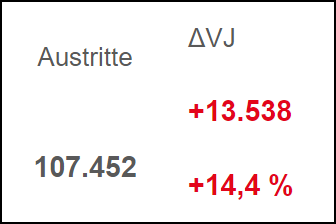 Austritte
107.452
ΔVJ
+13.538
+14,4 %